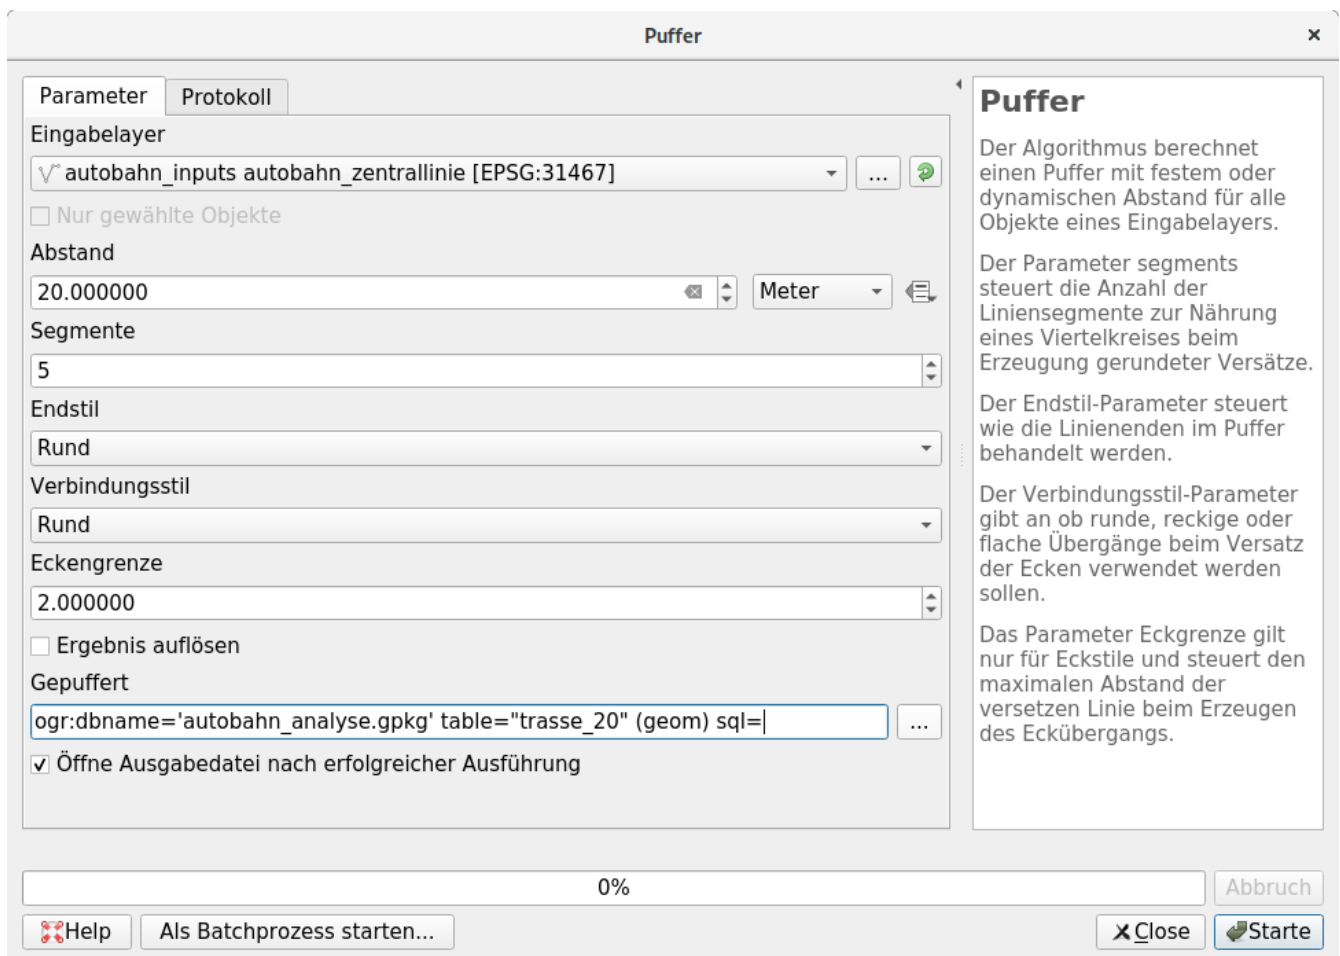 Puffer
Parameter
Protokoll
Eingabelayer
autobahn_inputs autobahn_zentrallinie [EPSG:31467]
...
Nur gewählte Objekte
Abstand
20.000000
Meter
Segmente
5
Endstil
Rund
Verbindungsstil
Rund
Eckengrenze
2.000000
Ergebnis auflösen
Gepuffert
ogr:dbname='autobahn_analyse.gpkg' table="trasse_20" (geom) sql=
...
Öffne Ausgabedatei nach erfolgreicher Ausführung
Puffer
Der Algorithmus berechnet
einen Puffer mit festem oder
dynamischen Abstand für alle
Objekte eines Eingabelayers.
Der Parameter segments
steuert die Anzahl der
Liniensegmente zur Nährung
eines Viertelkreises beim
Erzeugung gerundeter Versätze.
Der Endstil-Parameter steuert
wie die Linienenden im Puffer
behandelt werden.
Der Verbindungsstil-Parameter
gibt an ob runde, reckige oder
flache Übergänge beim Versatz
der Ecken verwendet werden
sollen.
Das Parameter Eckgrenze gilt
nur für Eckstile und steuert den
maximalen Abstand der
versetzen Linie beim Erzeugen
des Eckübergangs.
0%
Abbruch
Help
Als Batchprozess starten...
Close
Starte